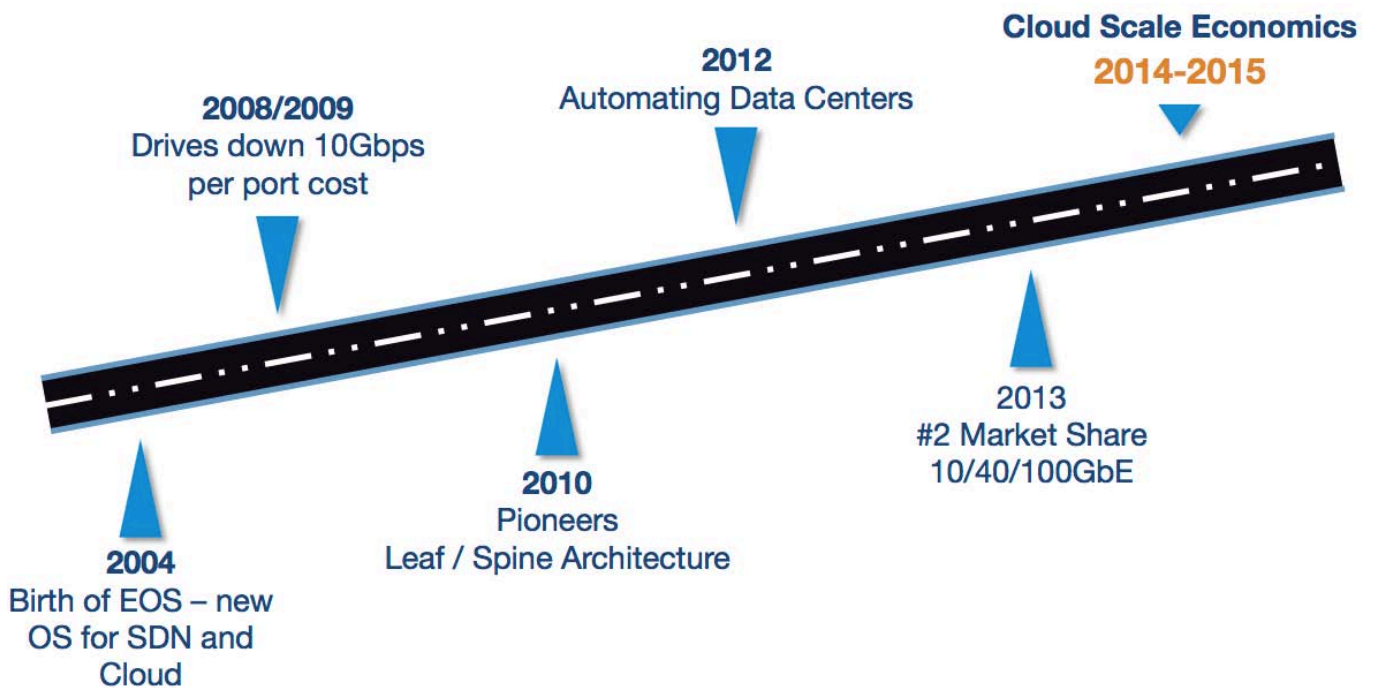 Cloud Scale Economics
2014-2015
2012
Automating Data Centers
2008/2009
Drives down 10Gbps
per port cost
2013
#2 Market Share
10/40/100GbE
2010
Pioneers
Leaf / Spine Architecture
2004
Birth of EOS – new
OS for SDN and
Cloud